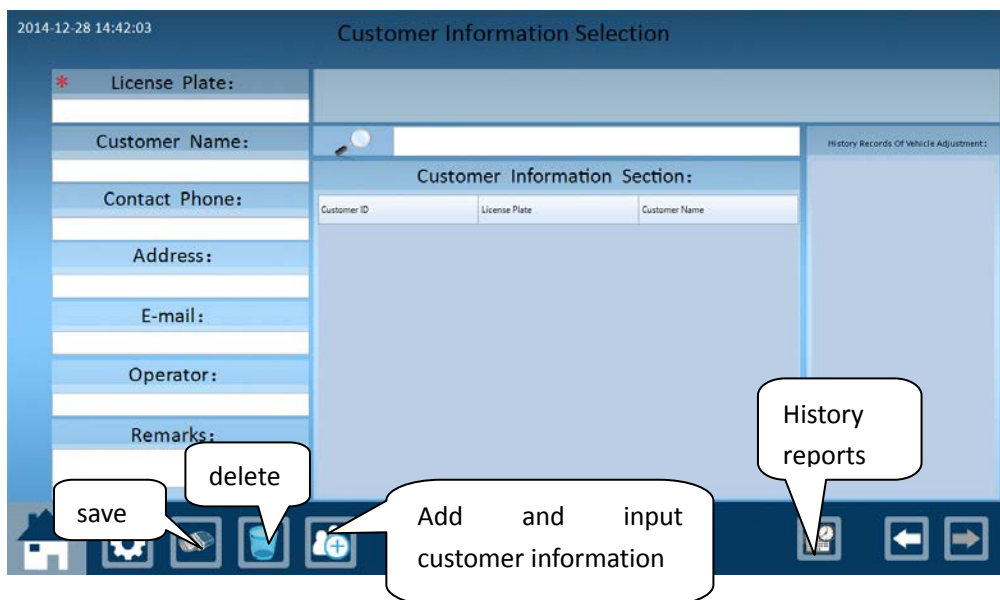 2014-12-28 14:42:03
Customer Information Selection
* License Plate:
Customer Name:
History Records Of Vehicle Adjustment:
Customer Information Section:
Contact Phone:
Customer ID License Plate Customer Name
Address:
E-mail:
Operator:
Remarks:
History
reports
delete
save
Add and input
customer information